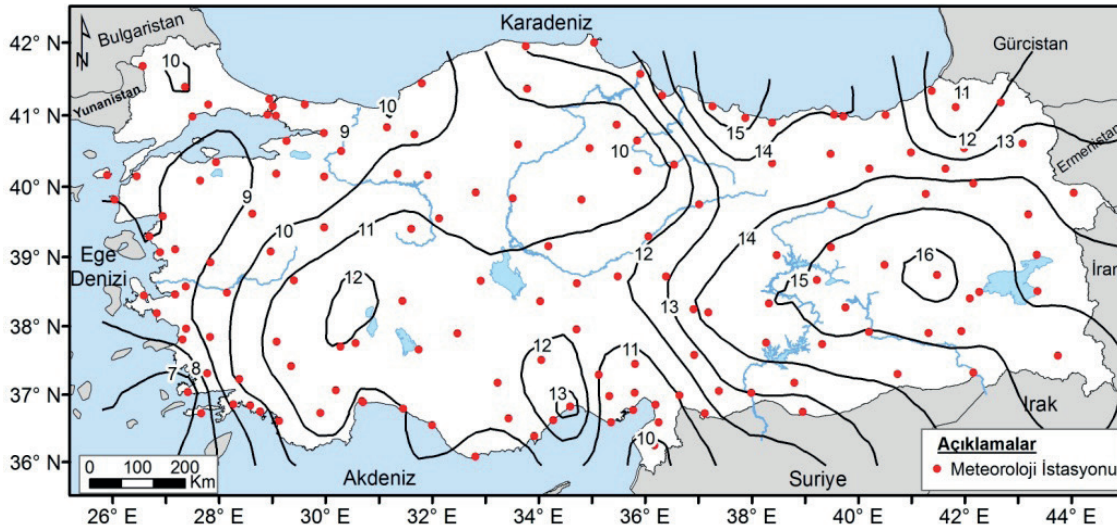 Karadeniz
42° N
Bulgaristan
Gürcistan
N
10
11
41° N
Yunanistan
10
15
12
13
9
14
Ermenistan
10
40° N
9
10
11
14
12
16
İran
39° N
Ege
Denizi
12
15
13
38° N
12
11
8
7
13
37° N
Irak
10
36° N
Akdeniz
Suriye
Açıklamalar
Meteoroloji İstasyonu
0 100 200
Km
26° E 28° E 30° E 32° E 34° E 36° E 38° E 40° E 42° E 44° E